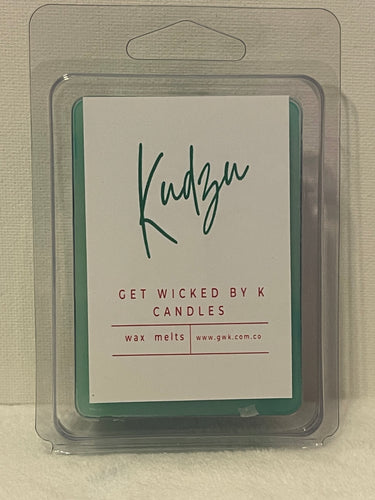 Kudzu
GET WICKED BY K
CANDLES
wax melts www.gwk.com.co